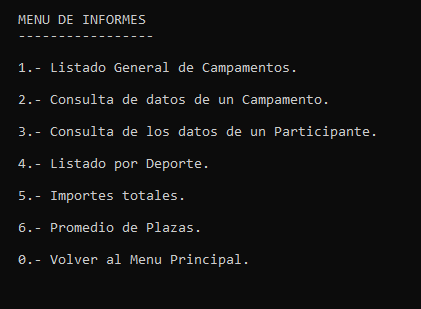 MENU DE INFORMES
-----------------
1.- Listado General de Campamentos.
2.- Consulta de datos de un Campamento.
3.- Consulta de los datos de un Participante.
4.- Listado por Deporte.
5.- Importes totales.
6.- Promedio de Plazas.
0.- Volver al Menu Principal.